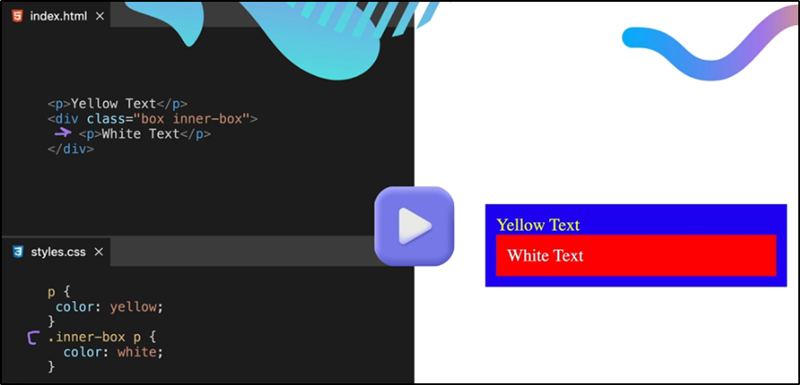 index.html ×
<p>Yellow Text</p>
<div class="box inner-box">
<p>White Text</p>
</div>
styles.css ×
p {
color: yellow;
}
.inner-box p {
color: white;
}
Yellow Text
White Text